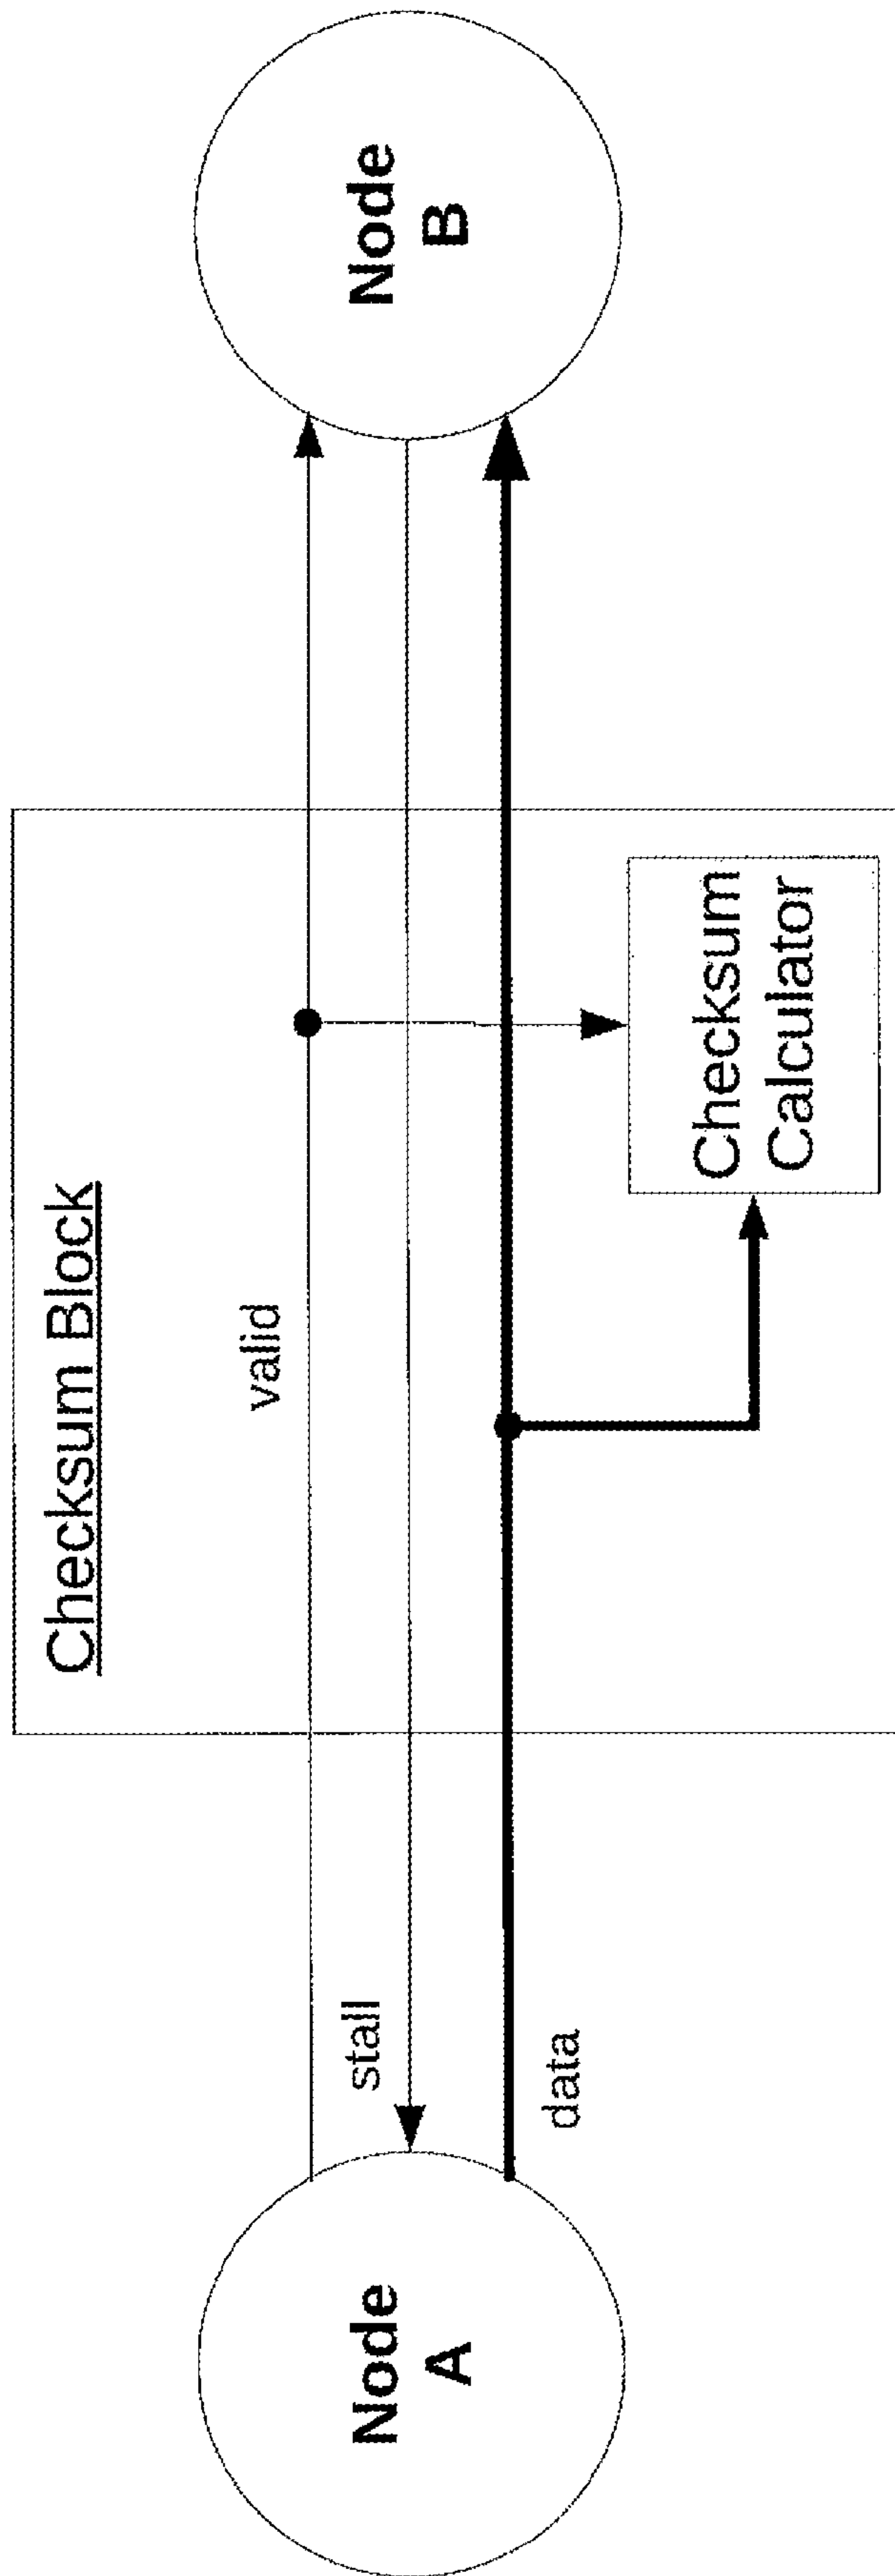 Checksum Block
Node
A
stall
data
valid
Checksum
Calculator
Node
B